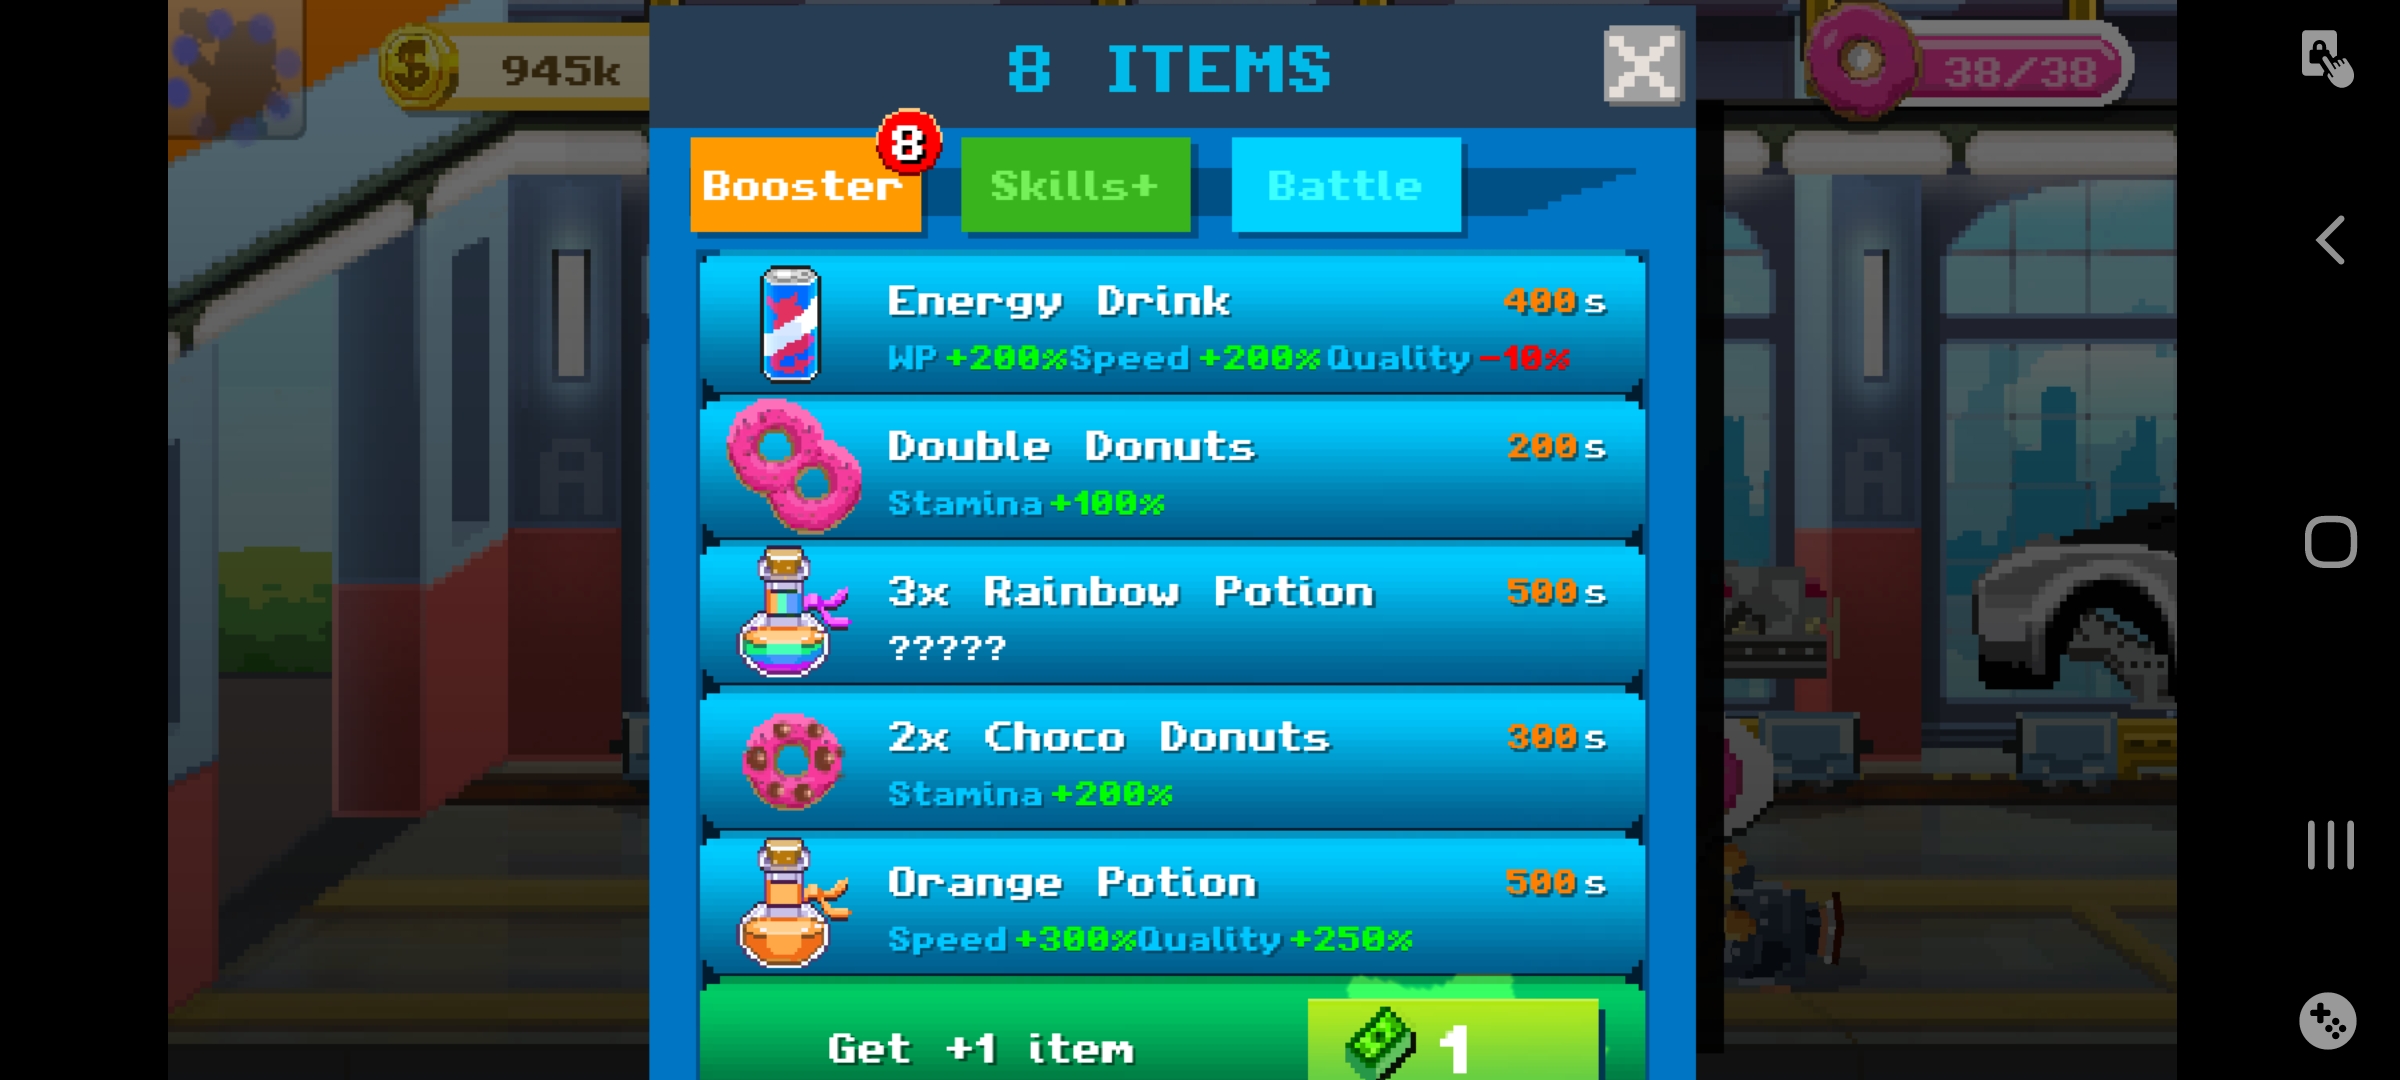 945k
8 ITEMS
38/38
Booster 8
Skills+
Battle
Energy Drink 400s
WP +200% Speed +200% Quality -10%
Double Donuts 200s
Stamina +100%
3x Rainbow Potion 500s
?????
2x Choco Donuts 300s
Stamina +200%
Orange Potion 500s
Speed +300% Quality +250%
Get +1 item 1
A
A